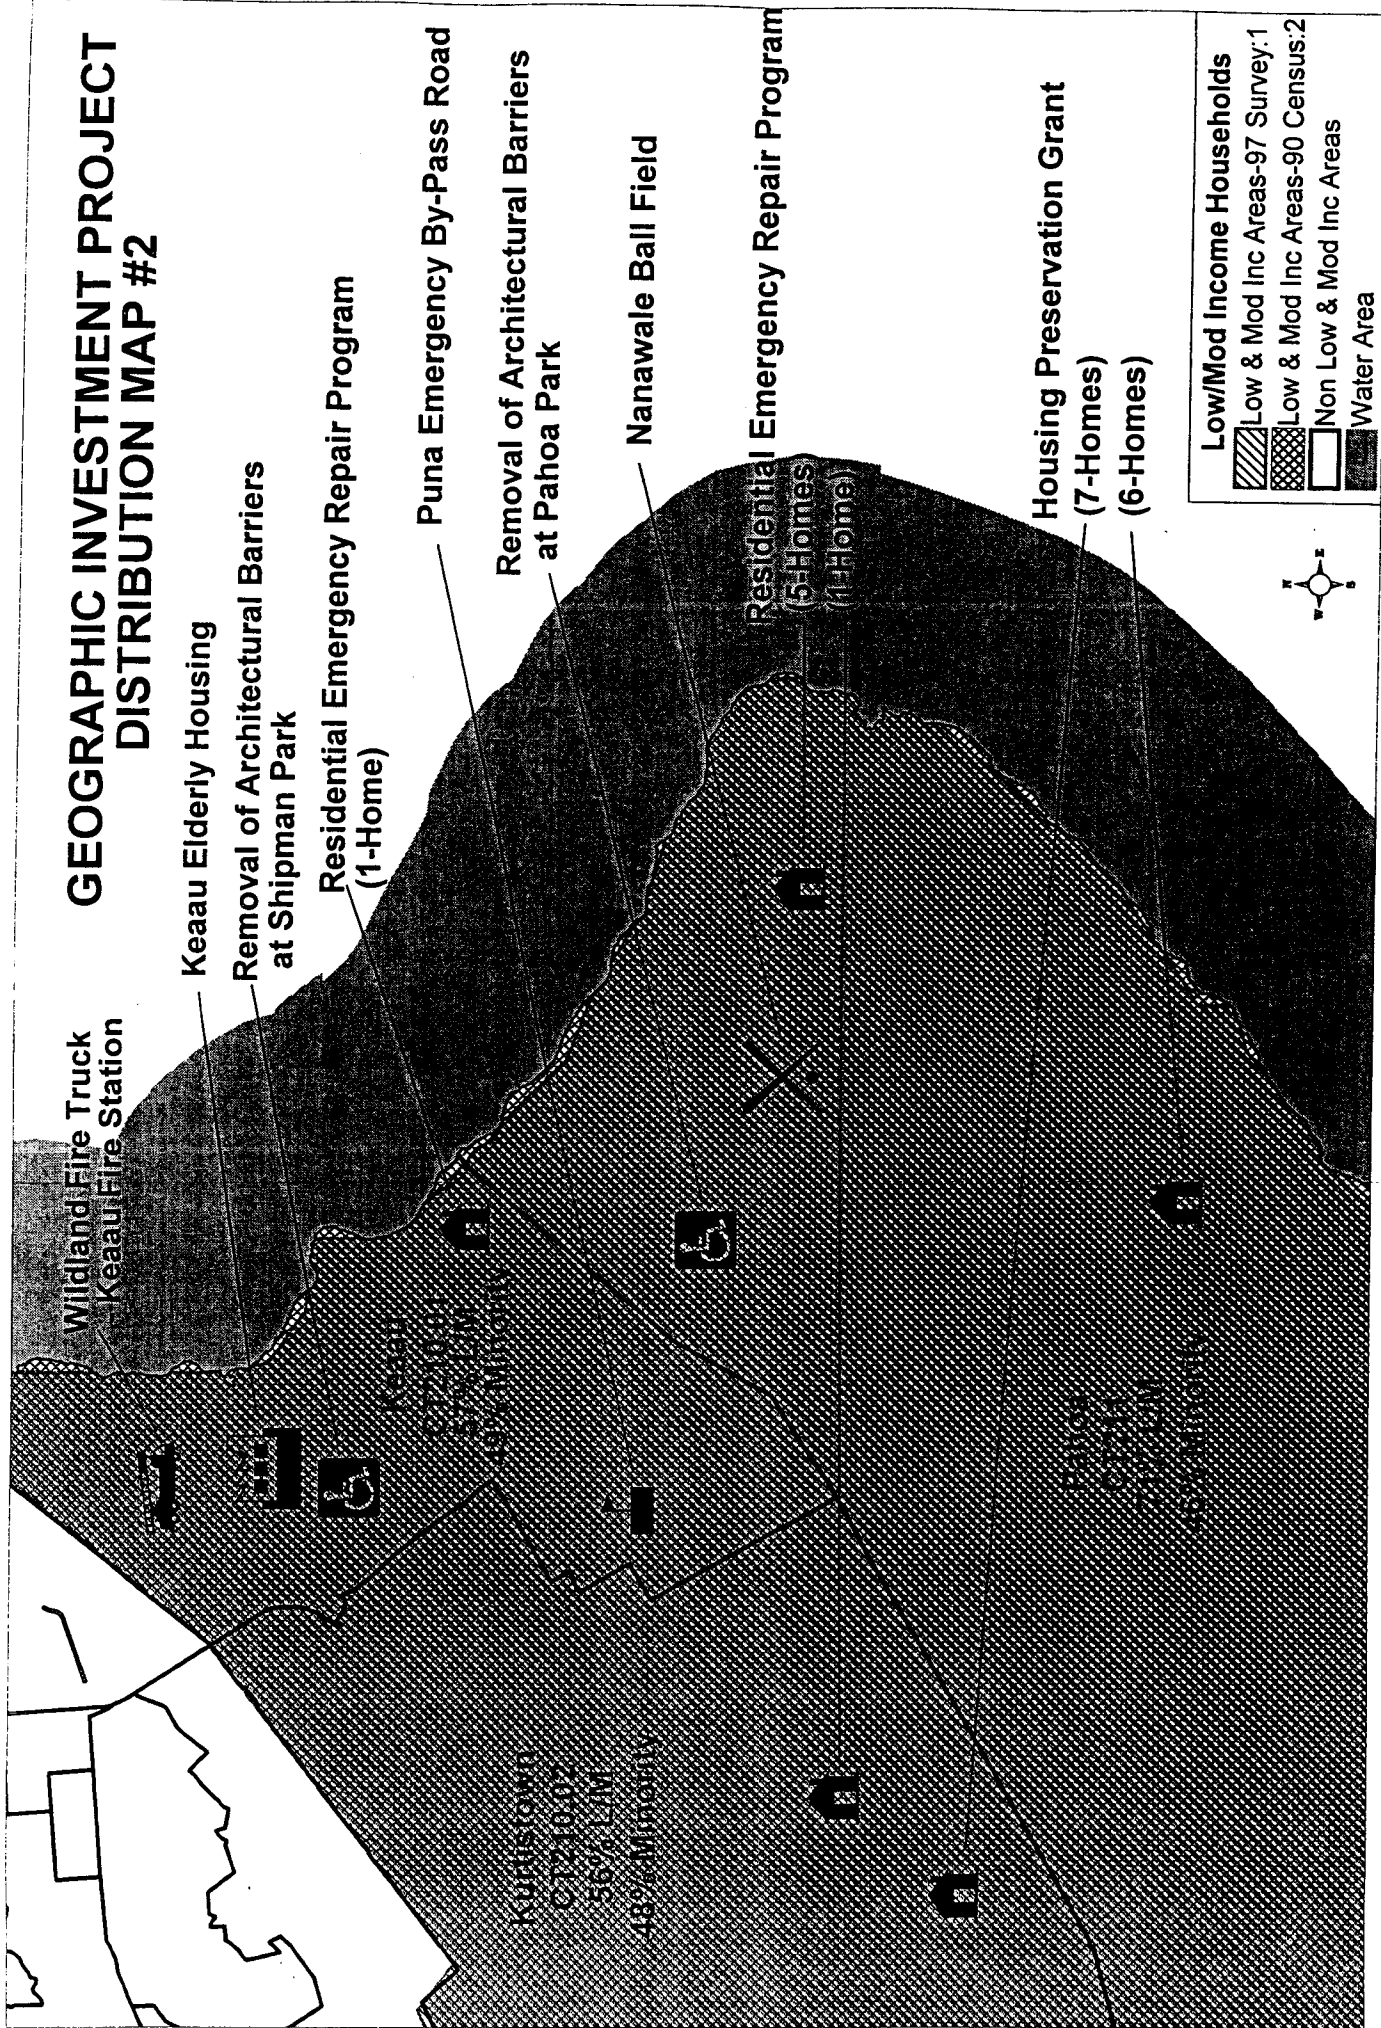 GEOGRAPHIC INVESTMENT PROJECT
DISTRIBUTION MAP #2
Wildland Fire Truck
Keaau Fire Station
Keaau Elderly Housing
Removal of Architectural Barriers
at Shipman Park
Residential Emergency Repair Program
(1-Home)
Puna Emergency By-Pass Road
Removal of Architectural Barriers
at Pahoa Park
Nanawale Ball Field
Residential Emergency Repair Program
(5-Homes)
(1-Home)
Housing Preservation Grant
(7-Homes)
(6-Homes)
Keaau
57% L/M
Kurtistown
56% L/M
48% Minority
Low/Mod Income Households
Low & Mod Inc Areas-97 Survey:1
Low & Mod Inc Areas-90 Census:2
Non Low & Mod Inc Areas
Water Area
N
W
E
S